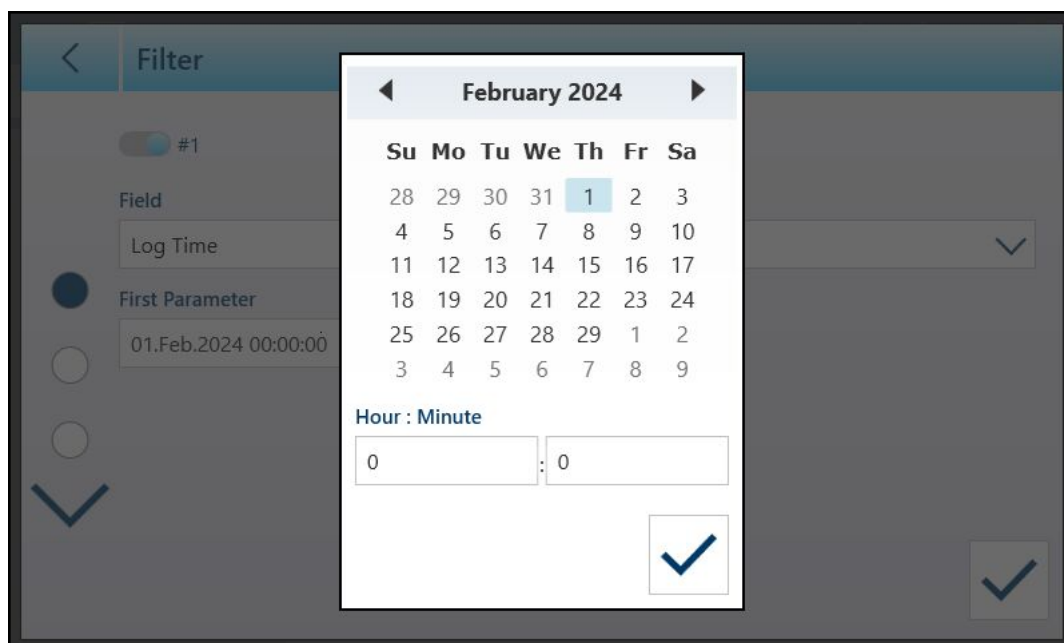 Filter
#1
Field
Log Time
First Parameter
01.Feb.2024 00:00:00
February 2024
Su Mo Tu We Th Fr Sa
28 29 30 31 1 2 3
4 5 6 7 8 9 10
11 12 13 14 15 16 17
18 19 20 21 22 23 24
25 26 27 28 29 1 2
3 4 5 6 7 8 9
Hour : Minute
0 : 0